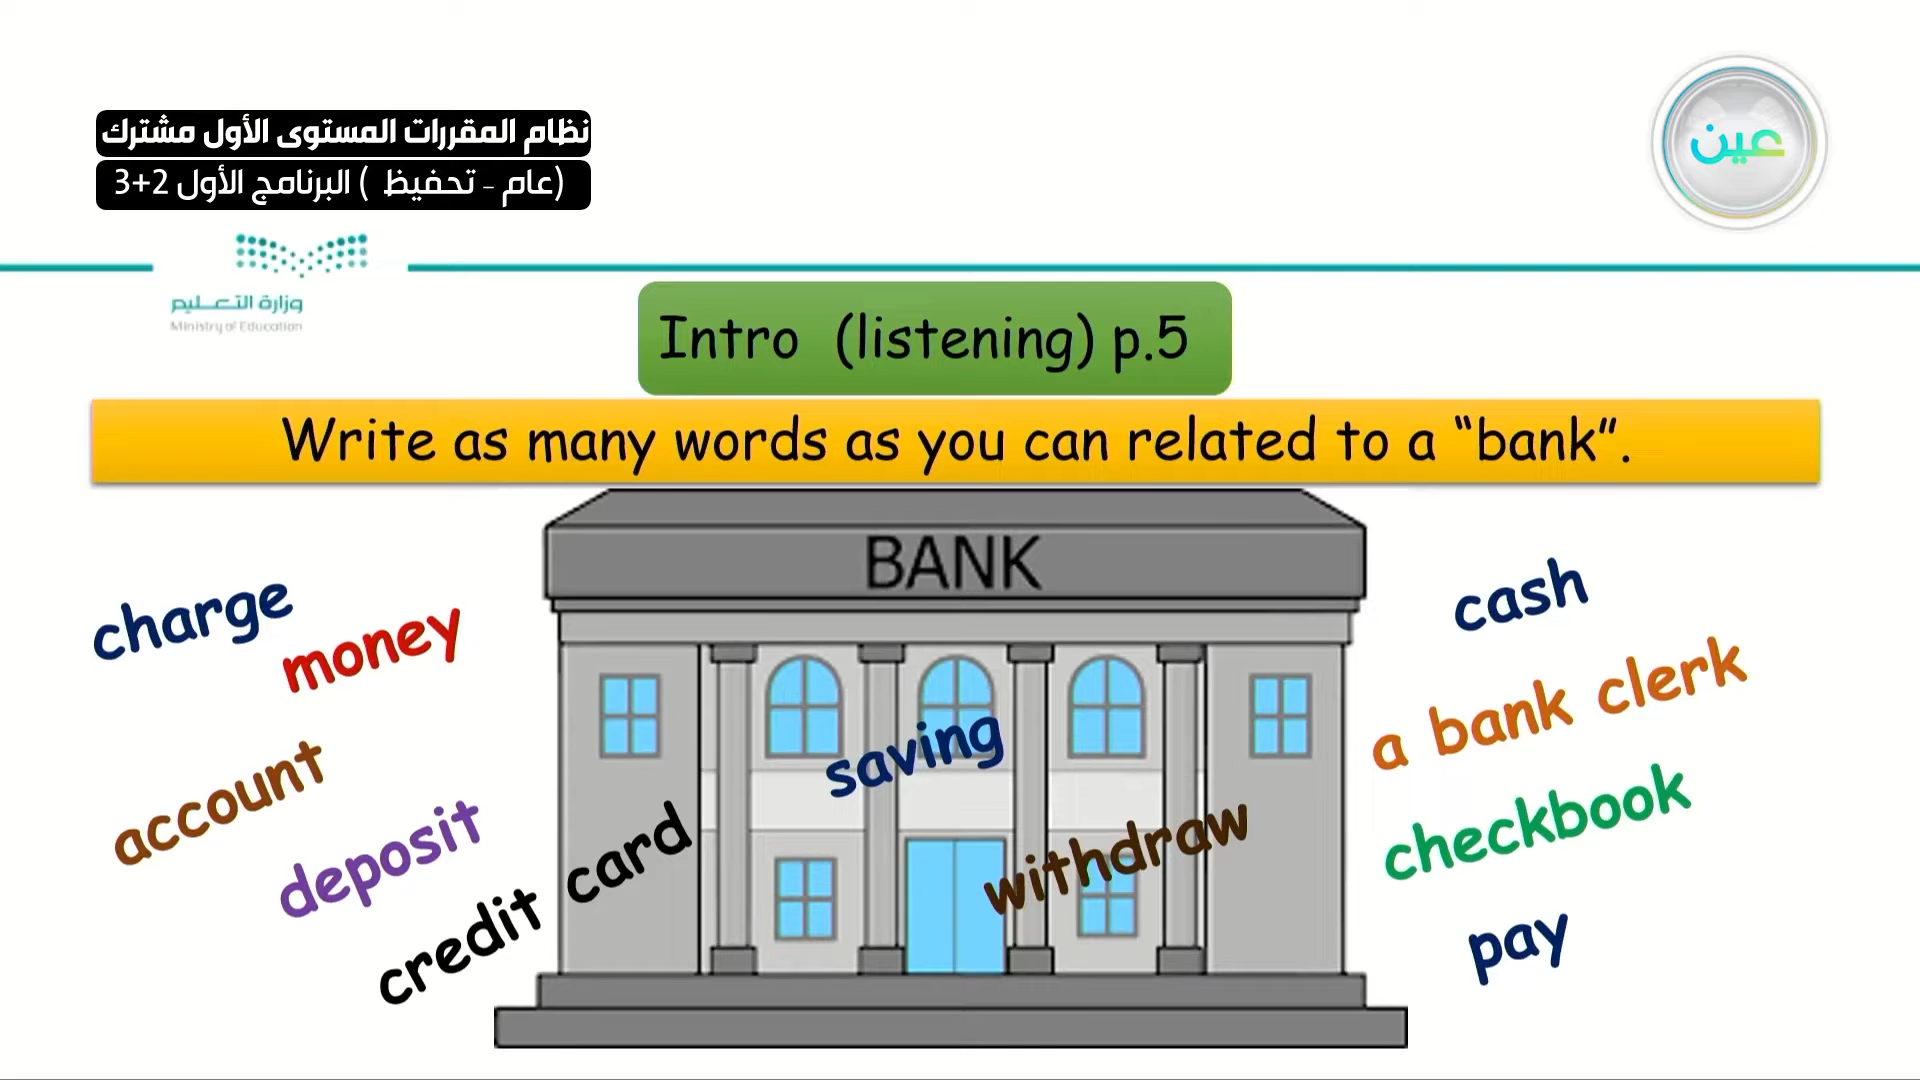 نظام المقررات المستوى الأول مشترك
(عام - تحفيظ ) البرنامج الأول 2+3
عين
وزارة التعليم
Ministry of Education
Intro (listening) p.5
Write as many words as you can related to a “bank”.
BANK
charge
money
cash
a bank clerk
account
saving
deposit
credit card
withdraw
checkbook
pay